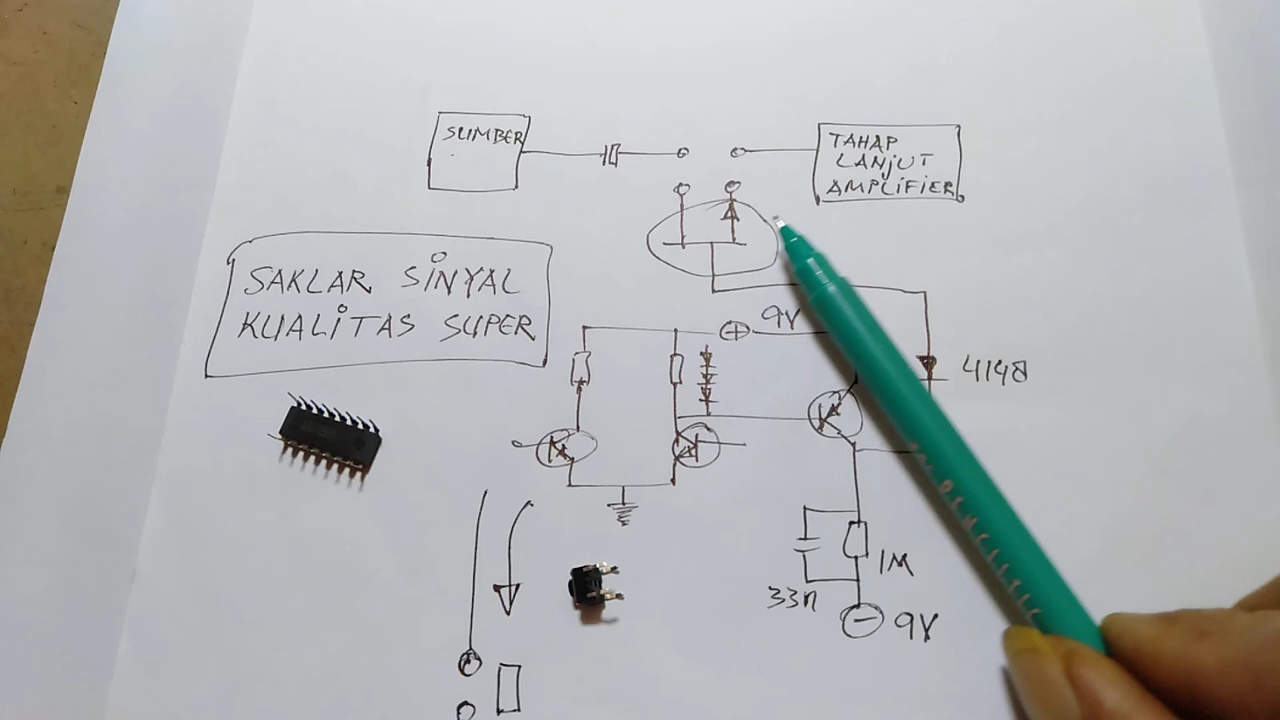 SUMBER
TAHAP
LANJUT
AMPLIFIER
SAKLAR SINYAL
KUALITAS SUPER
9V
4148
1M
33n
9V